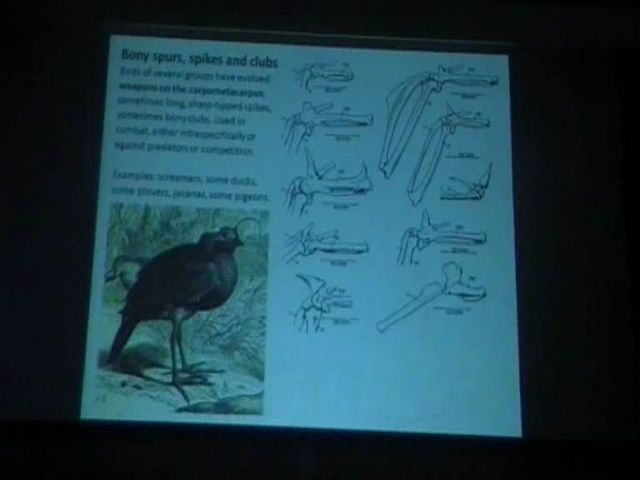 Bony spurs, spikes and clubs
Birds of several groups have evolved
weapons on the carpometacarpus:
sometimes long, sharp-tipped spikes,
sometimes bony clubs. Used in
combat, either intraspecifically or
against predators or competition.
Examples: screamers, some ducks,
some plovers, jacanas, some pigeons.